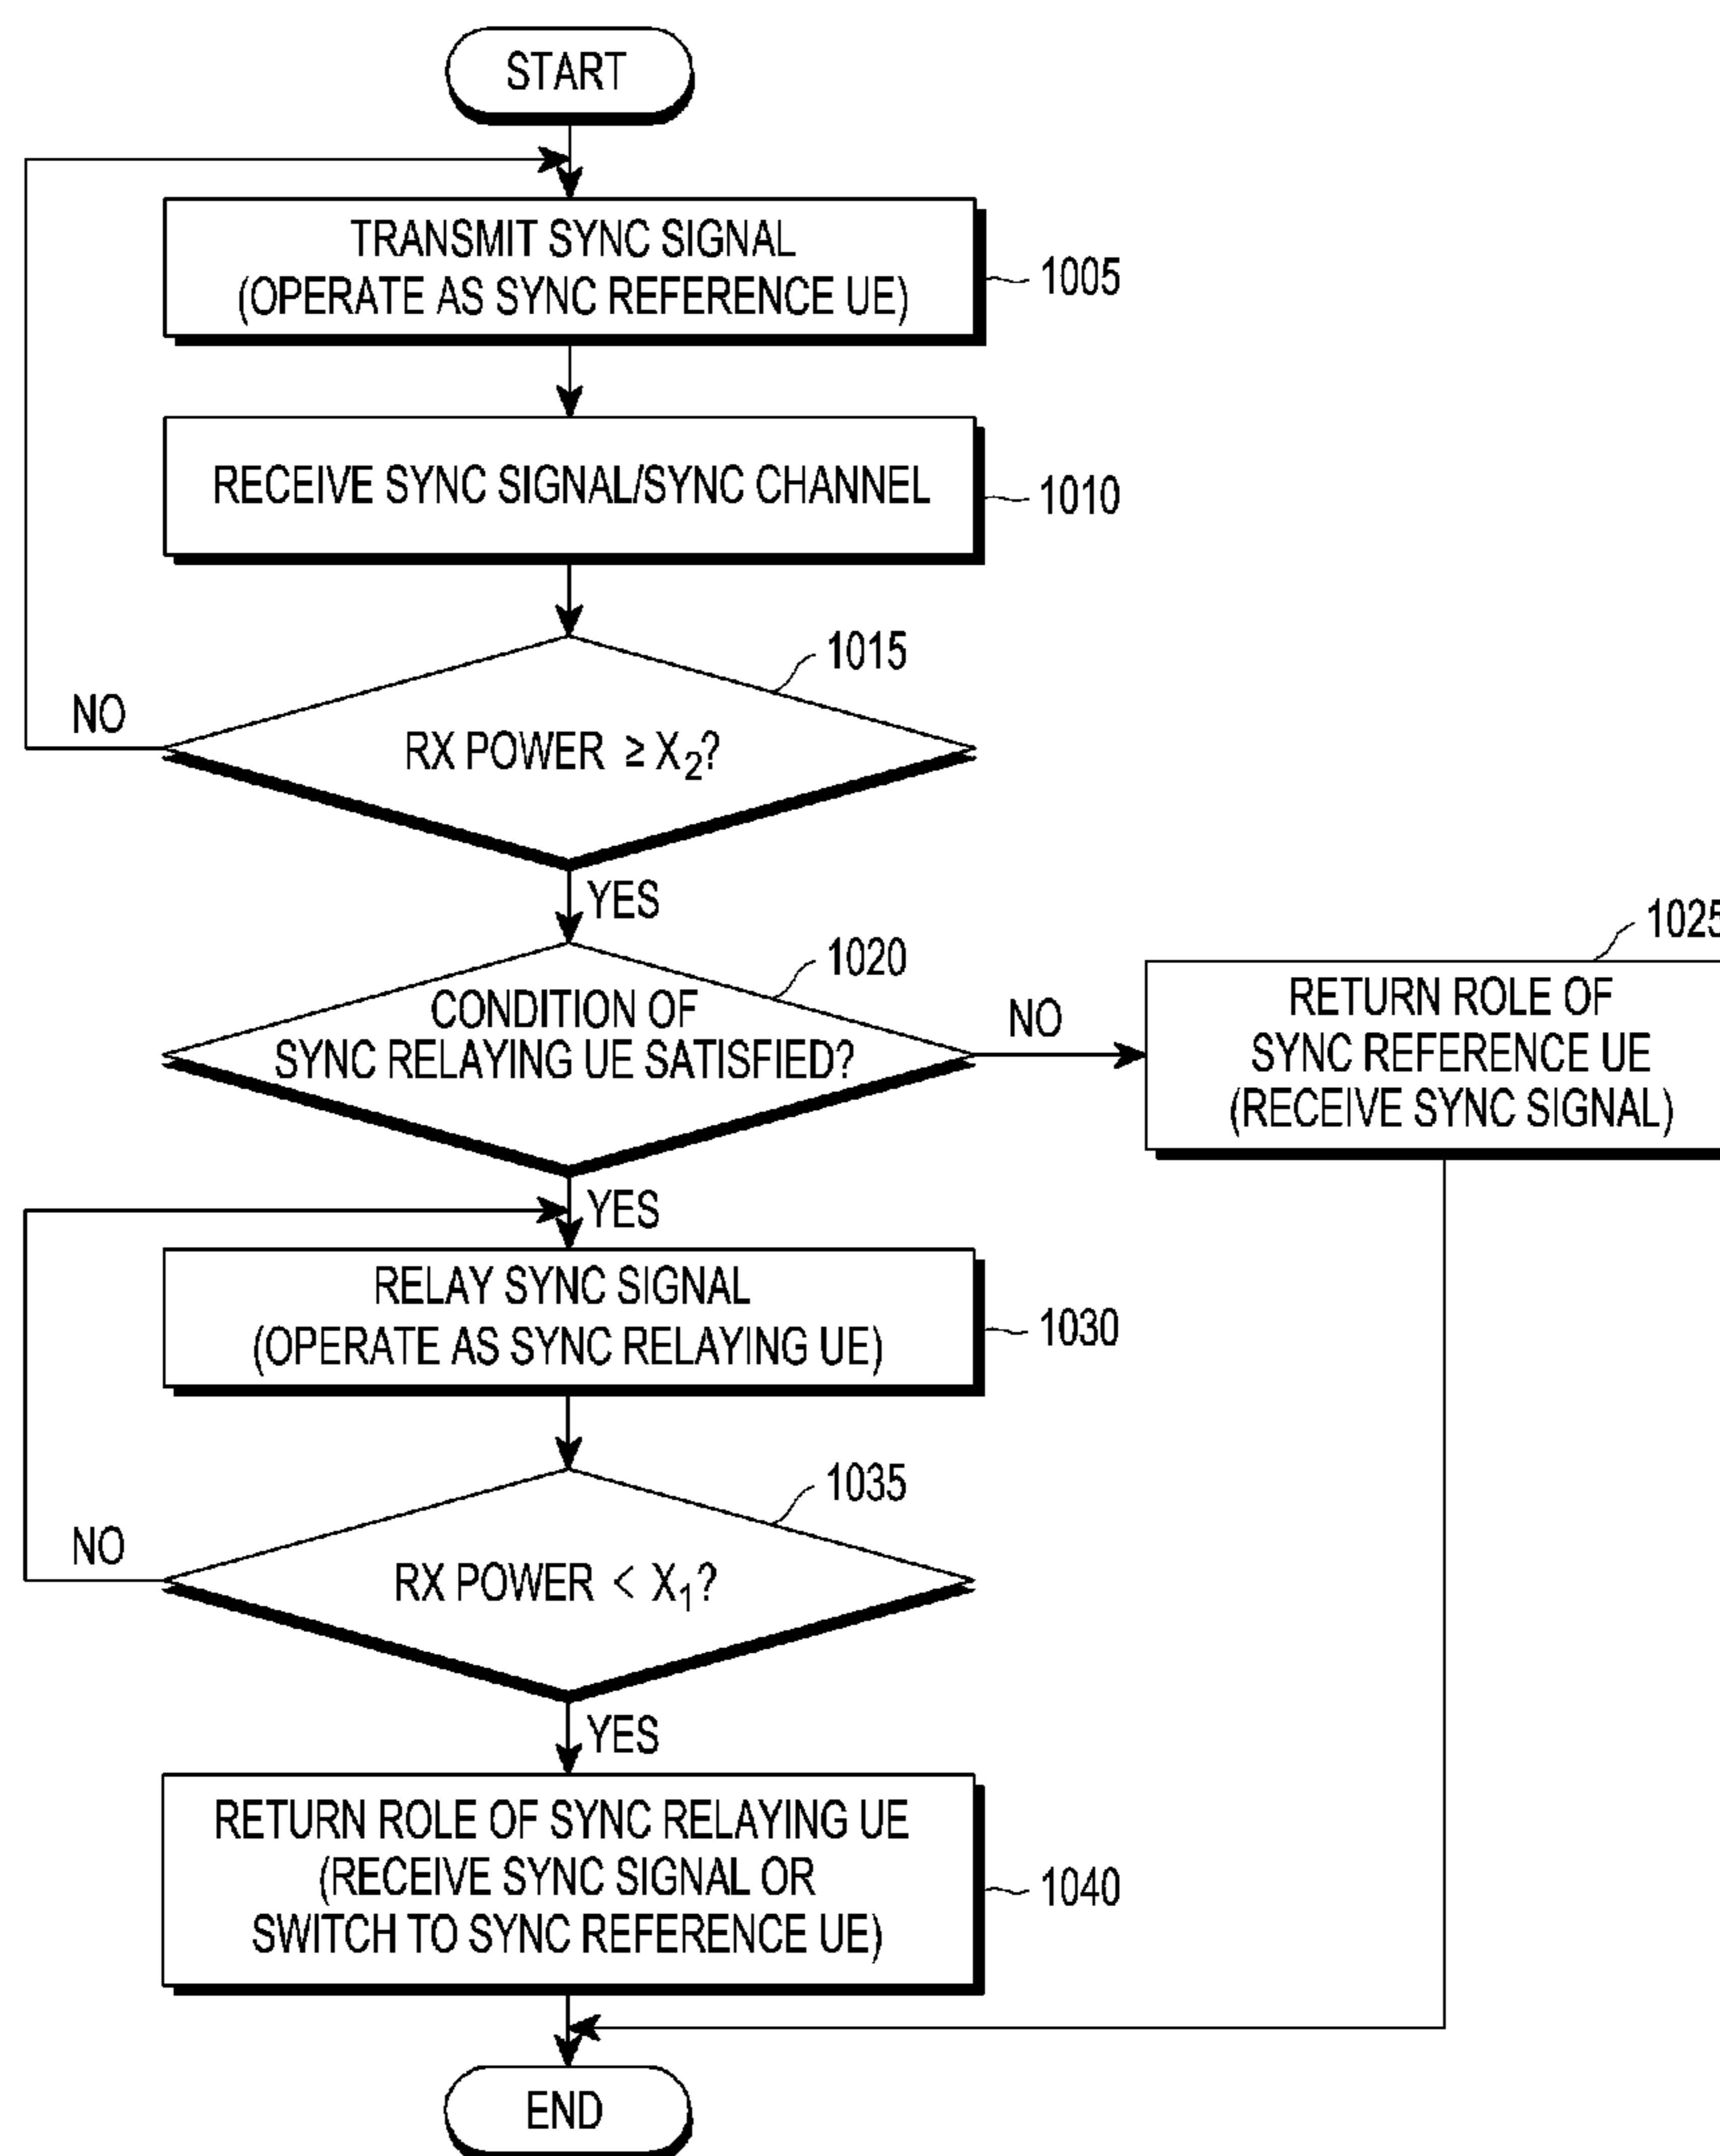 START
TRANSMIT SYNC SIGNAL
(OPERATE AS SYNC REFERENCE UE)
1005
RECEIVE SYNC SIGNAL/SYNC CHANNEL
1010
1015
NO
RX POWER ≥ X₂?
YES
1020
CONDITION OF
SYNC RELAYING UE SATISFIED?
NO
1025
RETURN ROLE OF
SYNC REFERENCE UE
(RECEIVE SYNC SIGNAL)
YES
RELAY SYNC SIGNAL
(OPERATE AS SYNC RELAYING UE)
1030
1035
NO
RX POWER < X₁?
YES
RETURN ROLE OF SYNC RELAYING UE
(RECEIVE SYNC SIGNAL OR
SWITCH TO SYNC REFERENCE UE)
1040
END